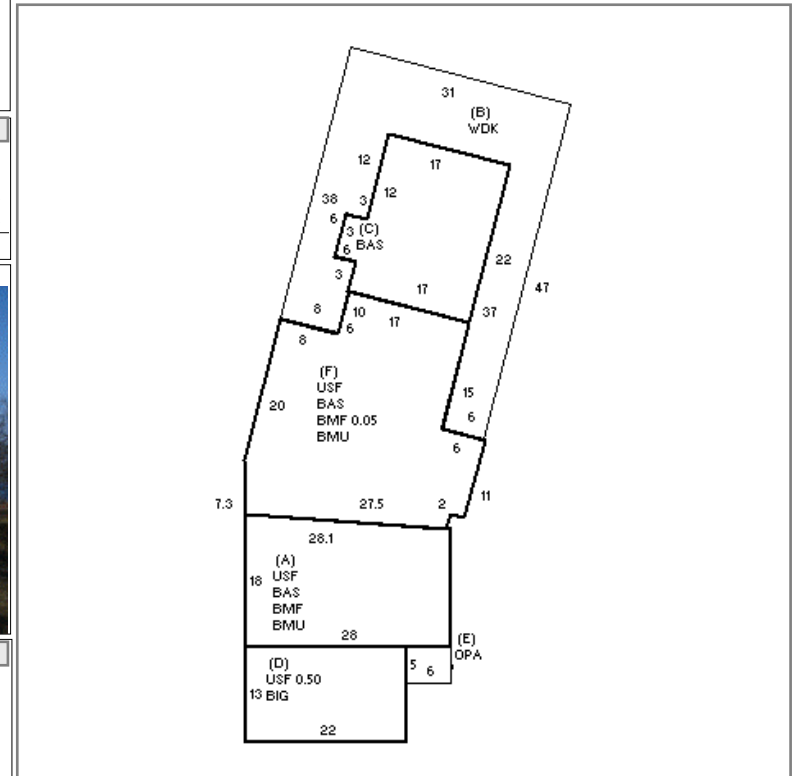 31
(B)
WDK
12
17
12
38
3
6
3
(C)
BAS
6
3
22
17
47
8
10
37
17
6
8
(F)
USF
BAS
BMF 0.05
BMU
20
15
6
6
11
7.3
27.5
2
28.1
(A)
USF
BAS
BMF
BMU
18
28
(E)
OPA
(D)
USF 0.50
BIG
5
6
13
22